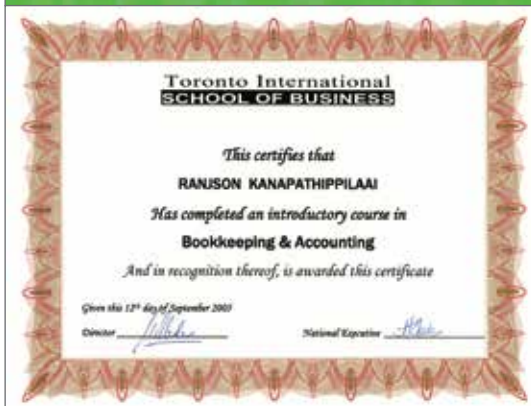 Toronto International
SCHOOL OF BUSINESS
This certifies that
RANJSON KANAPATHIPPILAAI
Has completed an introductory course in
Bookkeeping & Accounting
And in recognition thereof, is awarded this certificate
Given this 12th day of September 2003
Director
National Executive